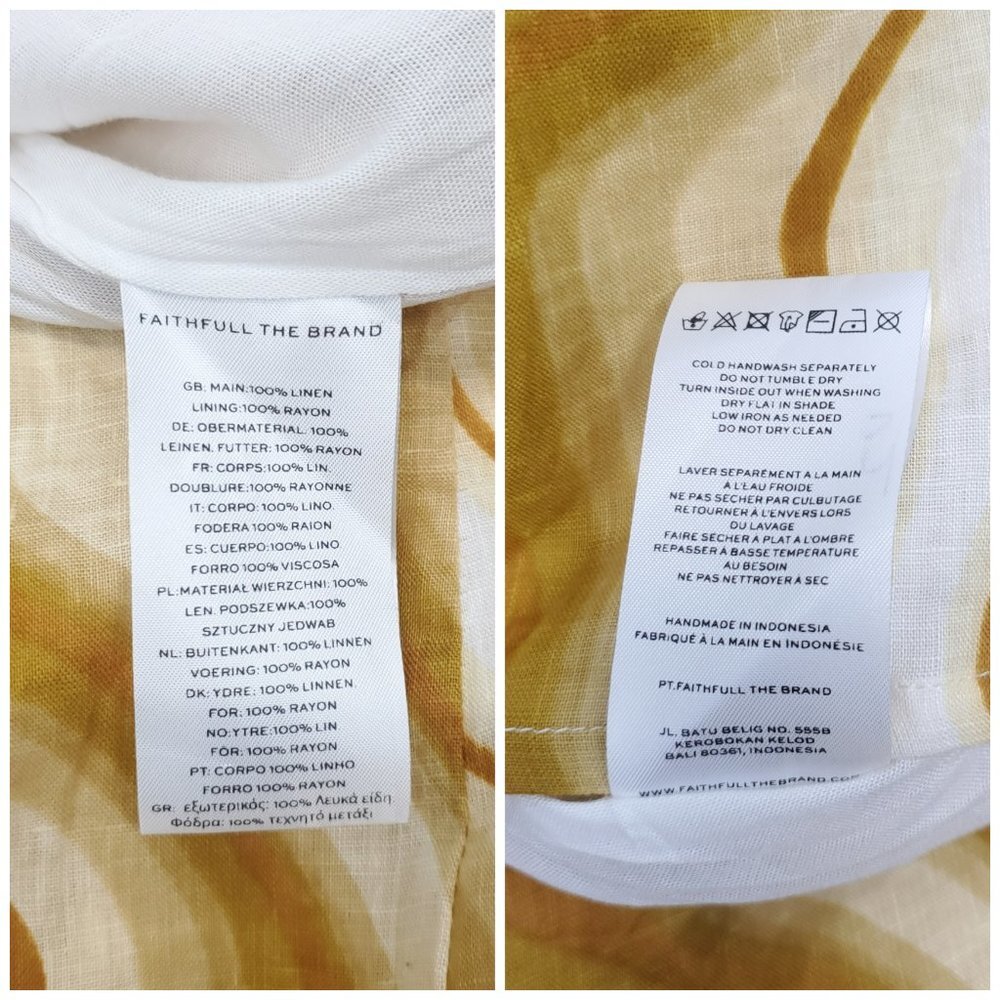 FAITHFULL THE BRAND
GB: MAIN:100% LINEN
LINING:100% RAYON
DE: OBERMATERIAL. 100%
LEINEN. FUTTER: 100% RAYON
FR: CORPS:100% LIN.
DOUBLURE:100% RAYONNE
IT: CORPO: 100% LINO.
FODERA 100% RAION
ES: CUERPO:100% LINO
FORRO 100% VISCOSA
PL:MATERIAŁ WIERZCHNI: 100%
LEN. PODSZEWKA:100%
SZTUCZNY JEDWAB
NL: BUITENKANT: 100% LINNEN
VOERING: 100% RAYON
DK: YDRE: 100% LINNEN.
FOR: 100% RAYON
NO: YTRE: 100% LIN
FÔR: 100% RAYON
PT: CORPO 100% LINHO
FORRO 100% RAYON
GR: εξωτερικός: 100% Λευκά είδη.
Φόδρα: 100% τεχνητό μετάξι
COLD HANDWASH SEPARATELY
DO NOT TUMBLE DRY
TURN INSIDE OUT WHEN WASHING
DRY FLAT IN SHADE
LOW IRON AS NEEDED
DO NOT DRY CLEAN
LAVER SEPARÉMENT A LA MAIN
À L'EAU FROIDE
NE PAS SECHER PAR CULBUTAGE
RETOURNER À L'ENVERS LORS
DU LAVAGE
FAIRE SÉCHER À PLAT À L'OMBRE
REPASSER À BASSE TEMPERATURE
AU BESOIN
NE PAS NETTROYER À SEC
HANDMADE IN INDONESIA
FABRIQUÉ À LA MAIN EN INDONÉSIE
PT.FAITHFULL THE BRAND
JL. BATU BELIG NO. 555B
KEROBOKAN KELOD
BALI 80361, INDONESIA
WWW.FAITHFULLTHEBRAND.COM